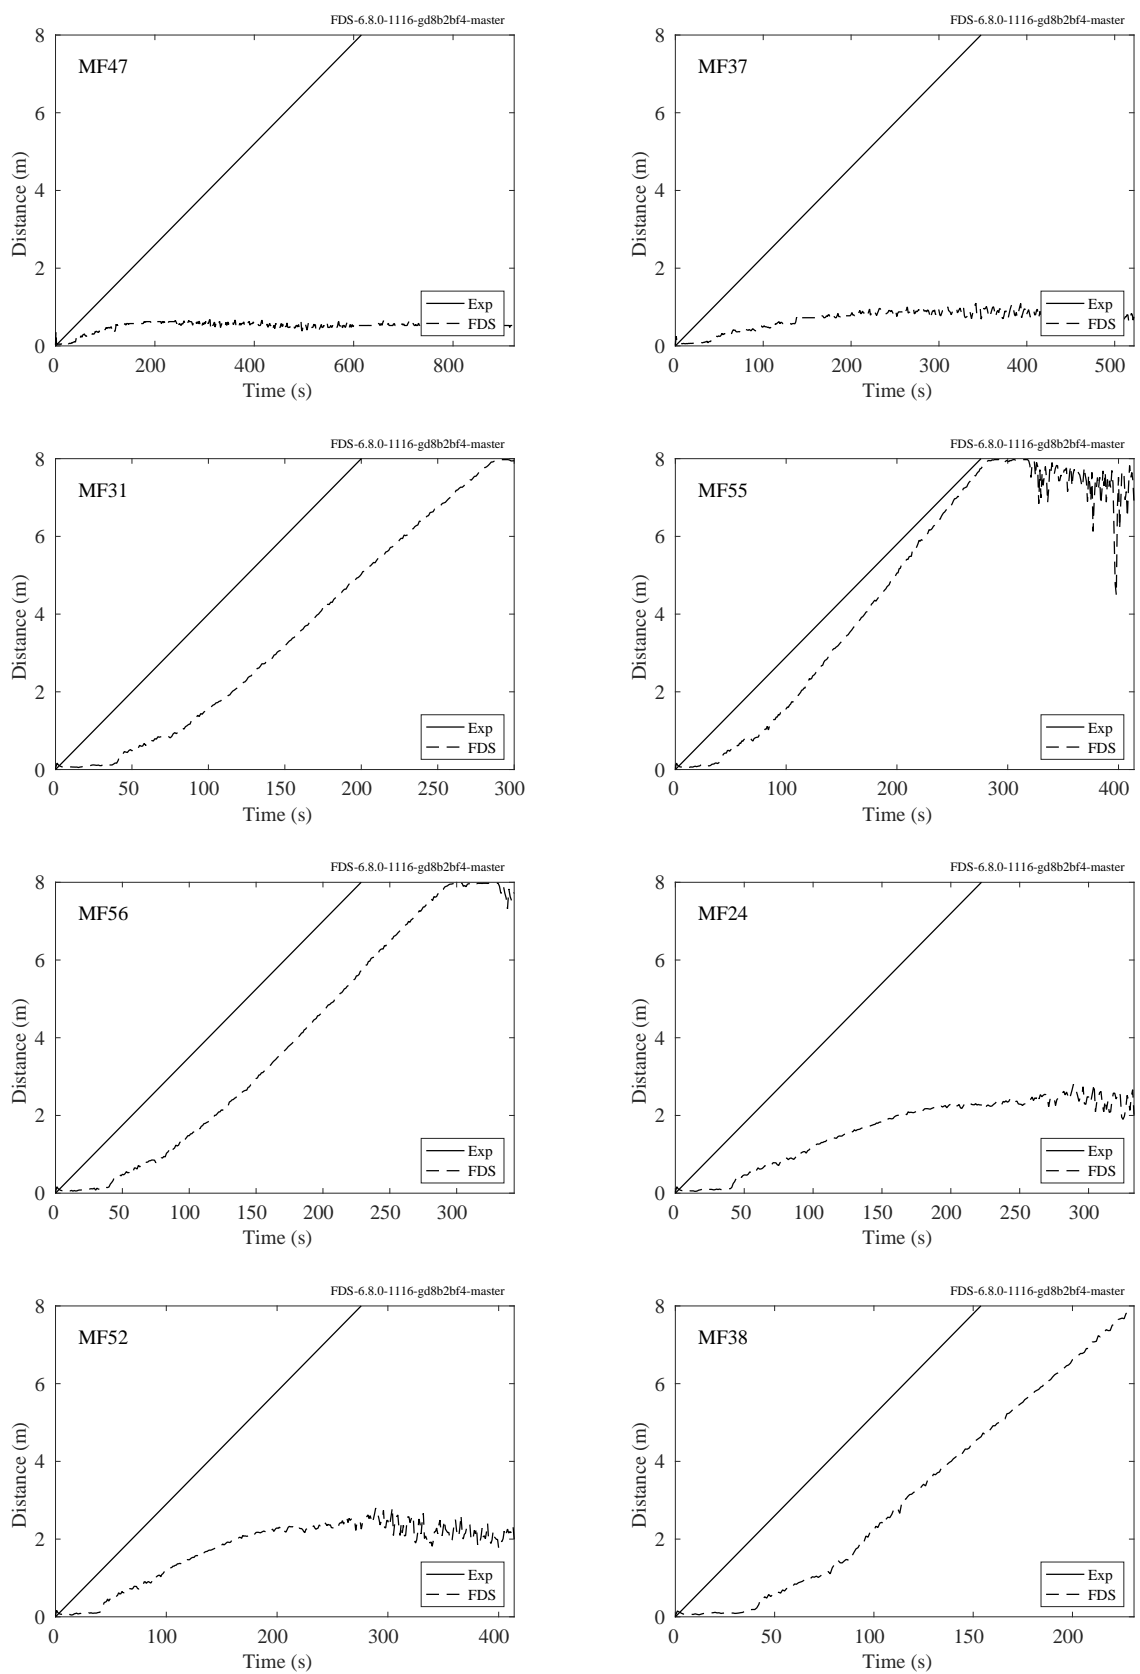 FDS-6.8.0-1116-gd8b2bf4-master
MF47
8
6
4
2
0
Distance (m)
Exp
FDS
0 200 400 600 800
Time (s)
FDS-6.8.0-1116-gd8b2bf4-master
MF37
8
6
4
2
0
Distance (m)
Exp
FDS
0 100 200 300 400 500
Time (s)
FDS-6.8.0-1116-gd8b2bf4-master
MF31
8
6
4
2
0
Distance (m)
Exp
FDS
0 50 100 150 200 250 300
Time (s)
FDS-6.8.0-1116-gd8b2bf4-master
MF55
8
6
4
2
0
Distance (m)
Exp
FDS
0 100 200 300 400
Time (s)
FDS-6.8.0-1116-gd8b2bf4-master
MF56
8
6
4
2
0
Distance (m)
Exp
FDS
0 50 100 150 200 250 300
Time (s)
FDS-6.8.0-1116-gd8b2bf4-master
MF24
8
6
4
2
0
Distance (m)
Exp
FDS
0 50 100 150 200 250 300
Time (s)
FDS-6.8.0-1116-gd8b2bf4-master
MF52
8
6
4
2
0
Distance (m)
Exp
FDS
0 100 200 300 400
Time (s)
FDS-6.8.0-1116-gd8b2bf4-master
MF38
8
6
4
2
0
Distance (m)
Exp
FDS
0 50 100 150 200
Time (s)